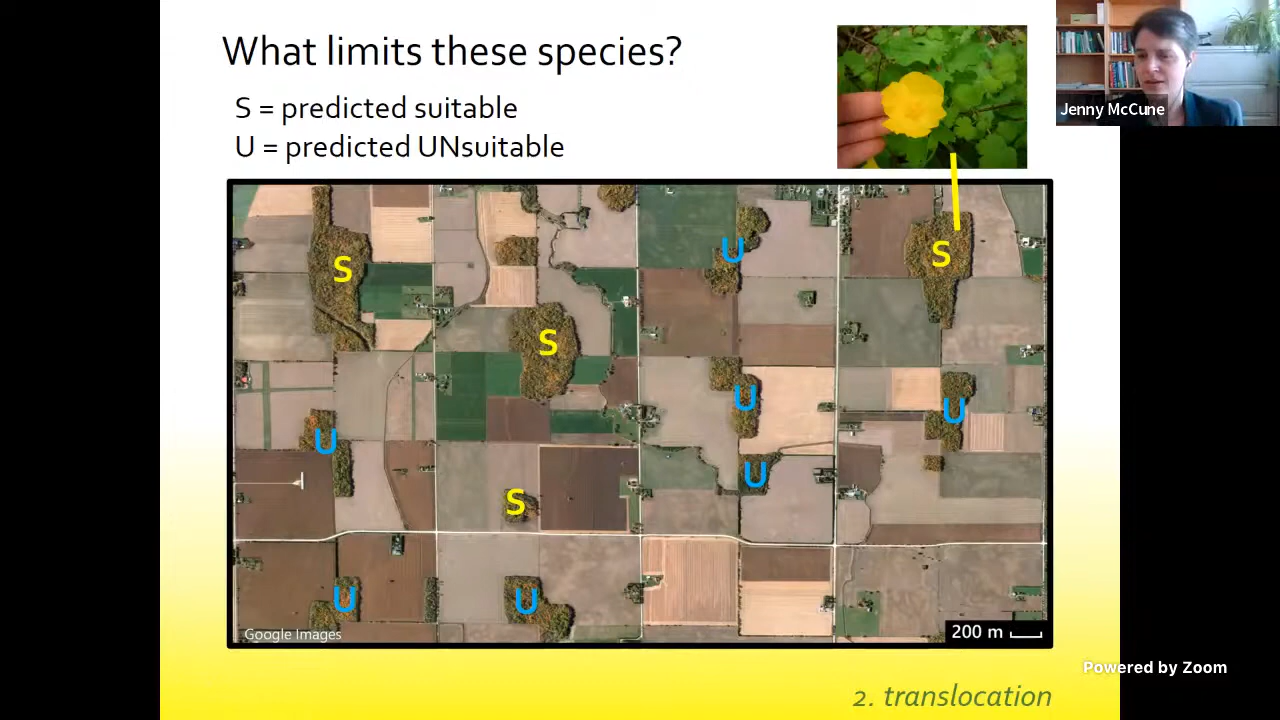 What limits these species?
S = predicted suitable
U = predicted UNsuitable
Jenny McCune
S
U
S
S
U
U
U
U
S
U
U
Google Images
200 m
Powered by Zoom
2. translocation